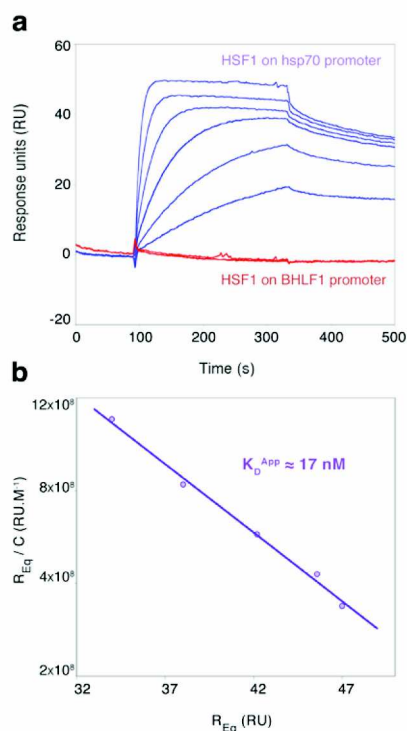 a
60
HSF1 on hsp70 promoter
40
20
0
-20
Response units (RU)
HSF1 on BHLF1 promoter
0 100 200 300 400 500
Time (s)
b
12x10⁸
8x10⁸
4x10⁸
2x10⁸
R_Eq / C (RU.M⁻¹)
K_D^App ≈ 17 nM
32 37 42 47
R_Eq (RU)